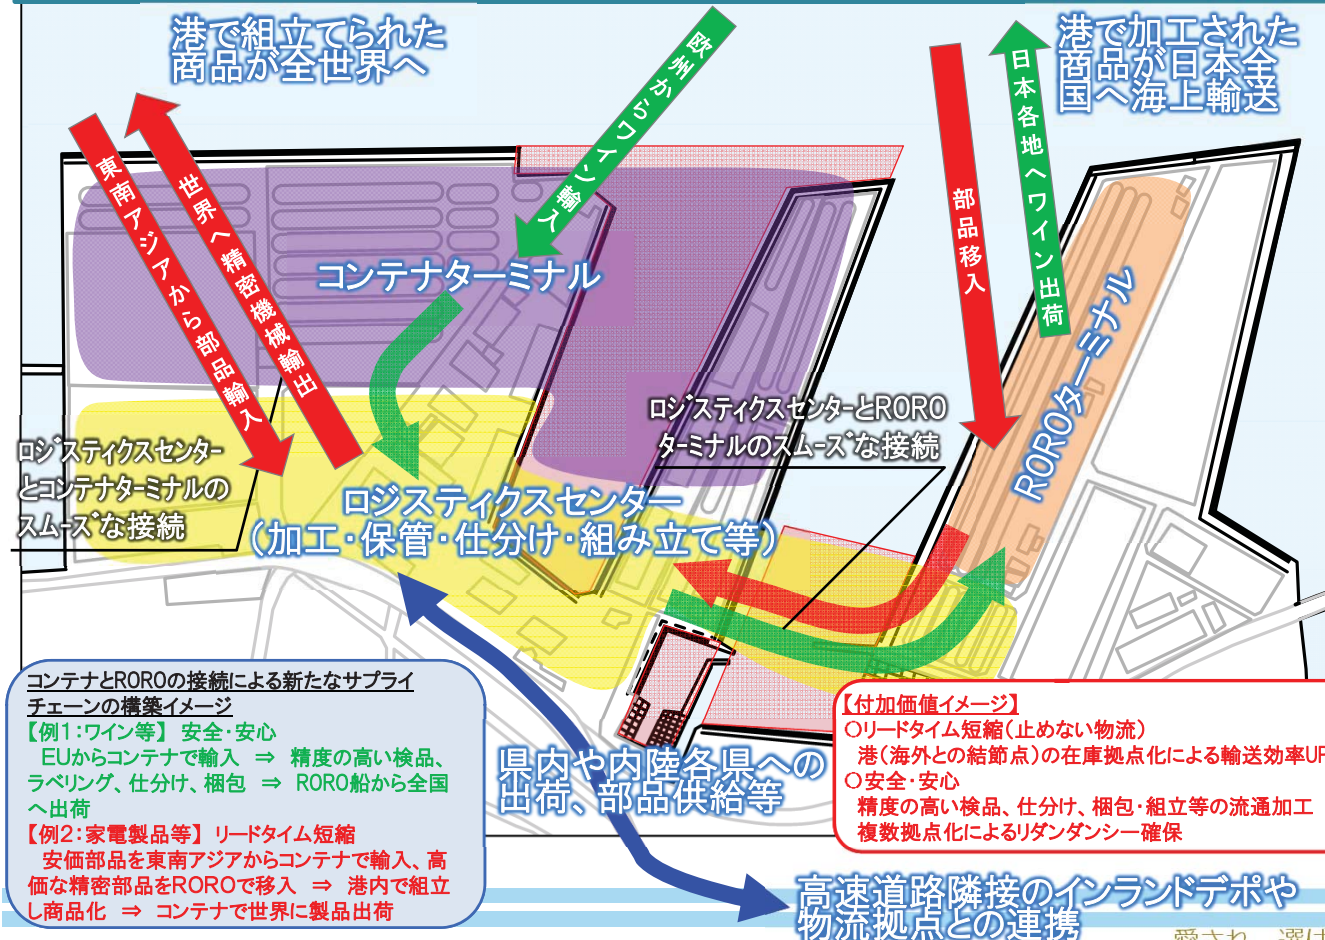 港で組立てられた
商品が全世界へ
港で加工された
商品が日本全
国へ海上輸送
東南アジアから部品輸入
世界へ精密機械輸出
欧州からワイン輸入
部品移入
日本各地へワイン出荷
コンテナターミナル
ROROターミナル
ロジスティクスセンターとRORO
ターミナルのスムーズな接続
ロジスティクスセンター
とコンテナターミナルの
スムーズな接続
ロジスティクスセンター
（加工・保管・仕分け・組み立て等）
コンテナとROROの接続による新たなサプライ
チェーンの構築イメージ
【例1：ワイン等】 安全・安心
EUからコンテナで輸入 ⇒ 精度の高い検品、
ラベリング、仕分け、梱包 ⇒ RORO船から全国
へ出荷
【例2：家電製品等】 リードタイム短縮
安価部品を東南アジアからコンテナで輸入、高
価な精密部品をROROで移入 ⇒ 港内で組立
し商品化 ⇒ コンテナで世界に製品出荷
県内や内陸各県への
出荷、部品供給等
【付加価値イメージ】
○リードタイム短縮（止めない物流）
港（海外との結節点）の在庫拠点化による輸送効率UP
○安全・安心
精度の高い検品、仕分け、梱包・組立等の流通加工
複数拠点化によるリダンダンシー確保
高速道路隣接のインランドデポや
物流拠点との連携